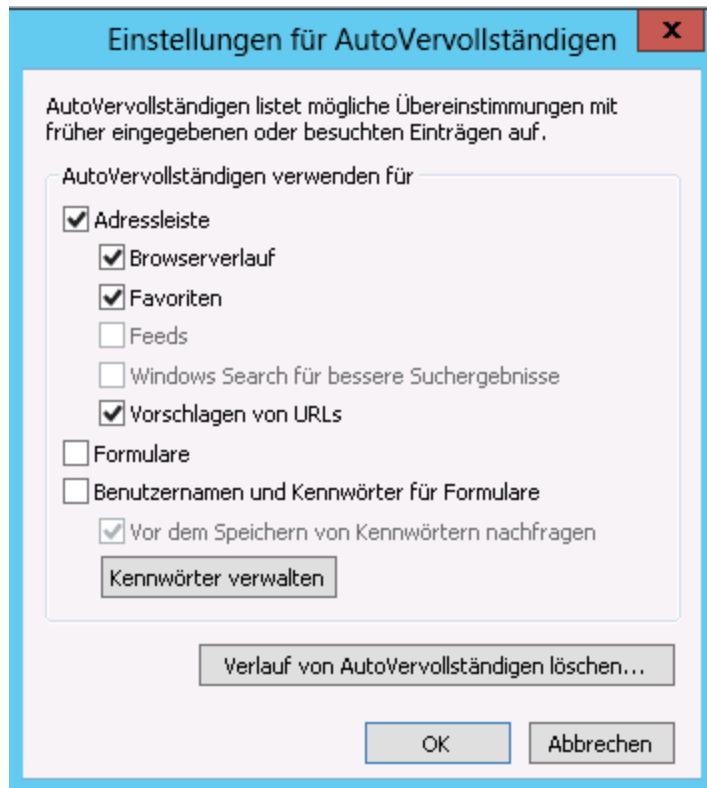 Einstellungen für AutoVervollständigen
x
AutoVervollständigen listet mögliche Übereinstimmungen mit
früher eingegebenen oder besuchten Einträgen auf.
AutoVervollständigen verwenden für
Adressleiste
Browserverlauf
Favoriten
Feeds
Windows Search für bessere Suchergebnisse
Vorschlagen von URLs
Formulare
Benutzernamen und Kennwörter für Formulare
Vor dem Speichern von Kennwörtern nachfragen
Kennwörter verwalten
Verlauf von AutoVervollständigen löschen...
OK Abbrechen